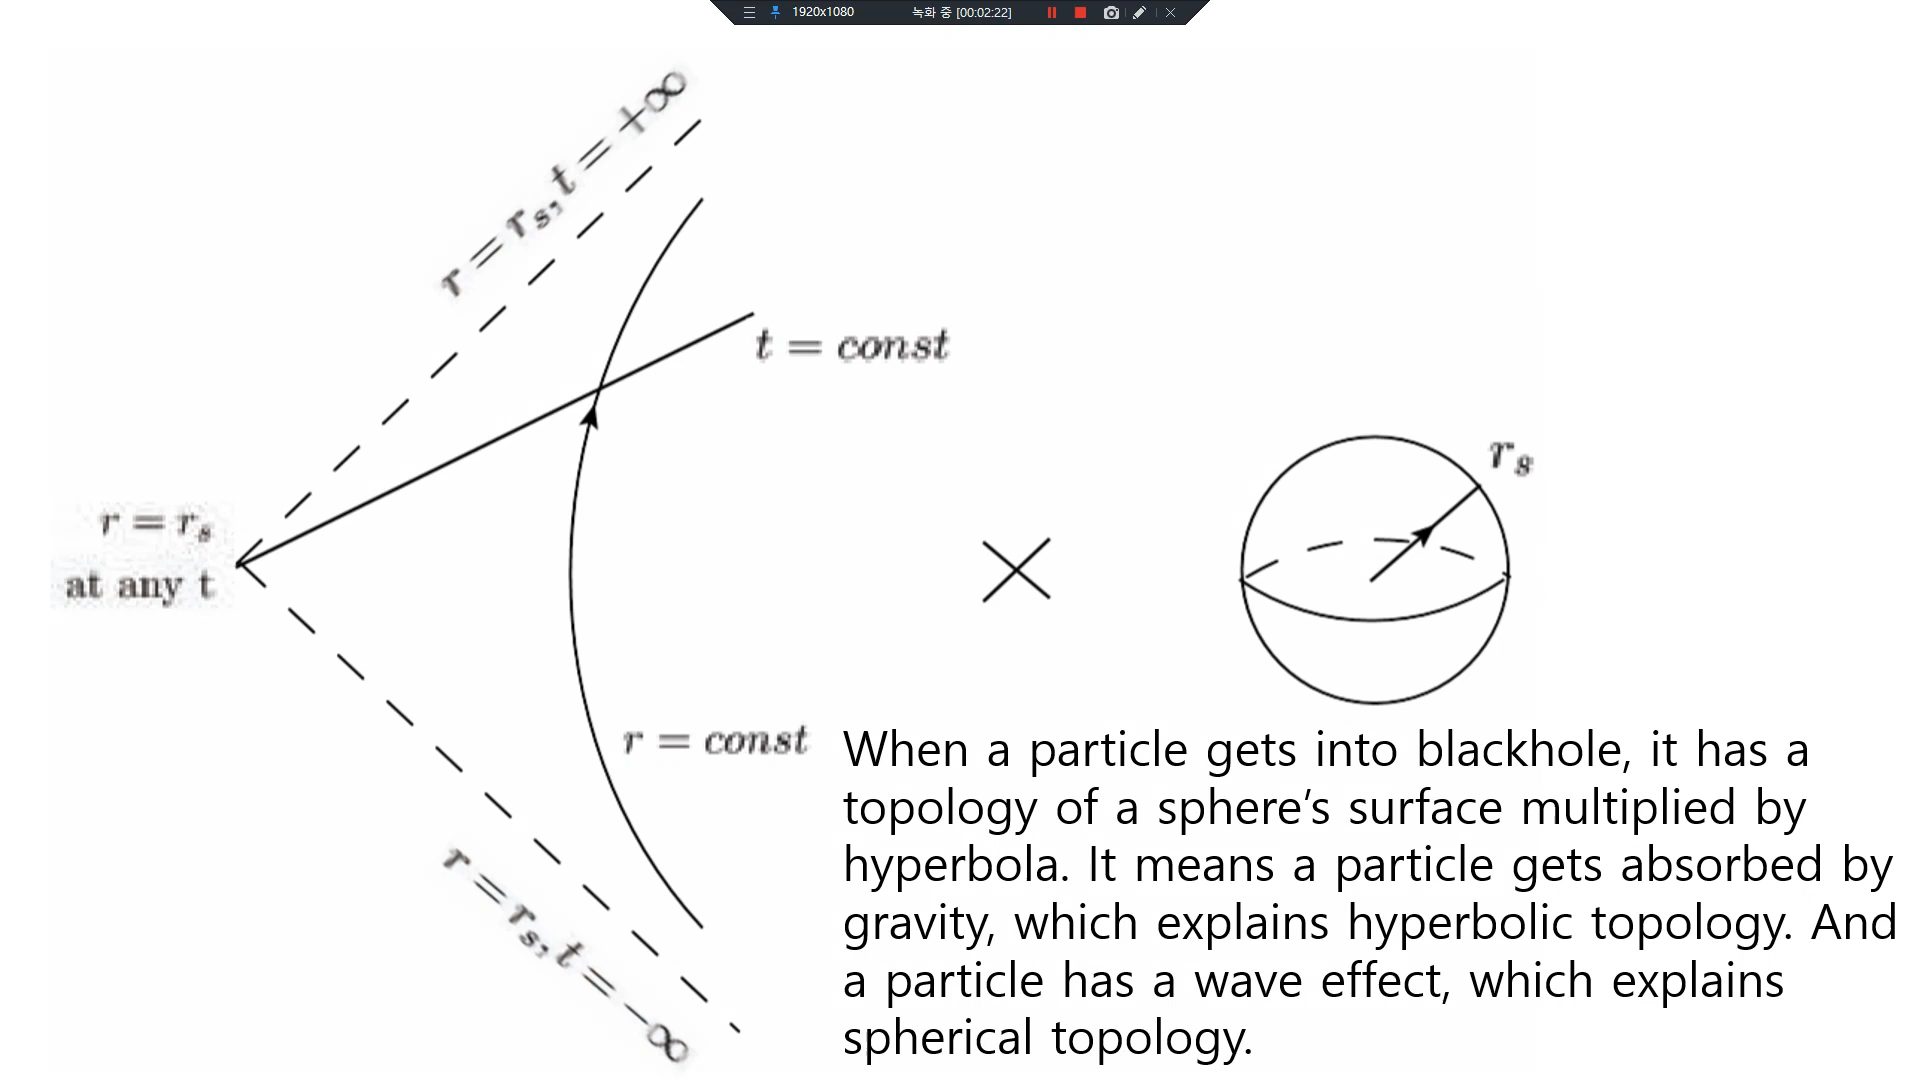 1920x1080
녹화 중 [00:02:22]
r = r_s, t = +∞
t = const
r_s
r = r_s
at any t
r = const
When a particle gets into blackhole, it has a
topology of a sphere’s surface multiplied by
hyperbola. It means a particle gets absorbed by
gravity, which explains hyperbolic topology. And
a particle has a wave effect, which explains
spherical topology.
r = r_s, t = −∞